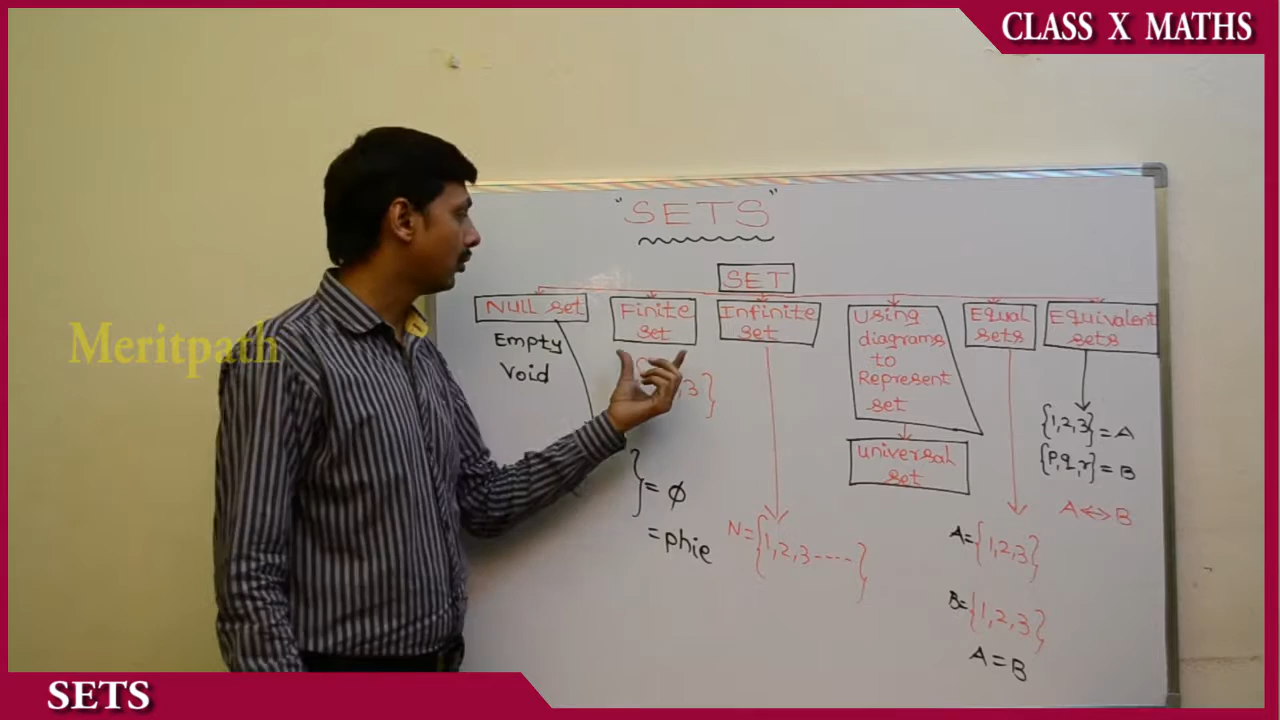 CLASS X MATHS
Meritpath
"SETS"
SET
Null set
Empty
Void
} = φ
= phie
Finite
set
, 3 }
Infinite
set
N = {1, 2, 3 ---- }
Using
diagrams
to
Represent
set
universal
set
Equal
sets
A = {1, 2, 3}
B = {1, 2, 3}
A = B
Equivalent
sets
{1, 2, 3} = A
{p, q, r} = B
A ↔ B
SETS